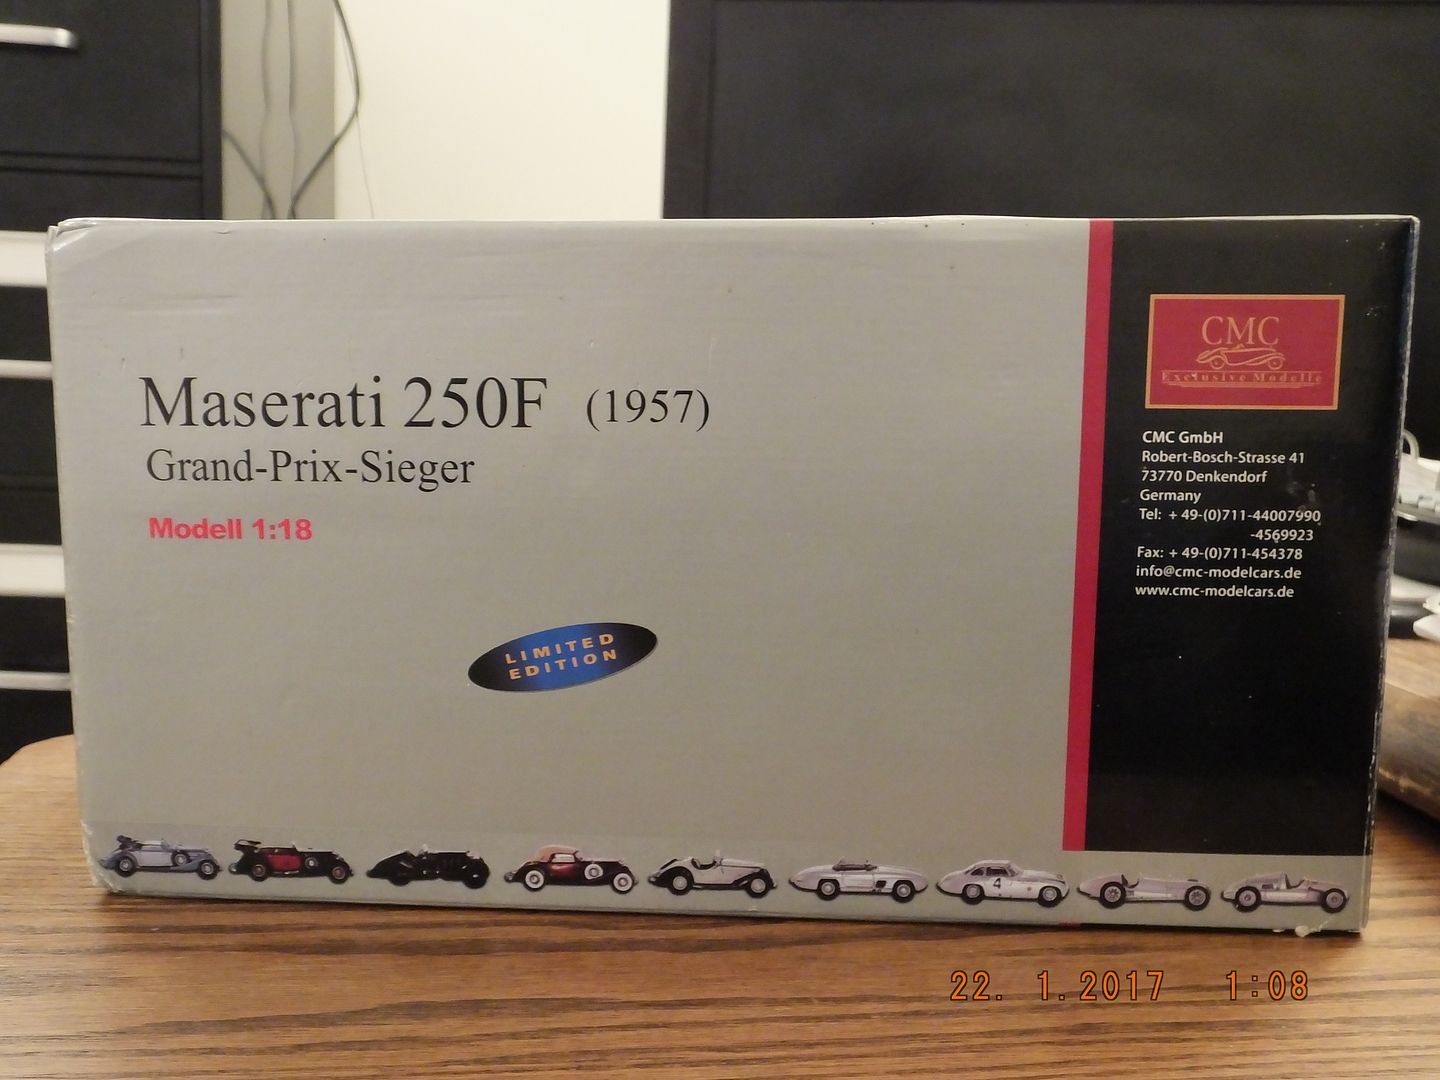 Maserati 250F (1957)
Grand-Prix-Sieger
Modell 1:18
LIMITED
EDITION
CMC
Exclusive Modelle
CMC GmbH
Robert-Bosch-Strasse 41
73770 Denkendorf
Germany
Tel: + 49-(0)711-44007990
-4569923
Fax: + 49-(0)711-454378
info@cmc-modelcars.de
www.cmc-modelcars.de
4
22. 1.2017 1:08